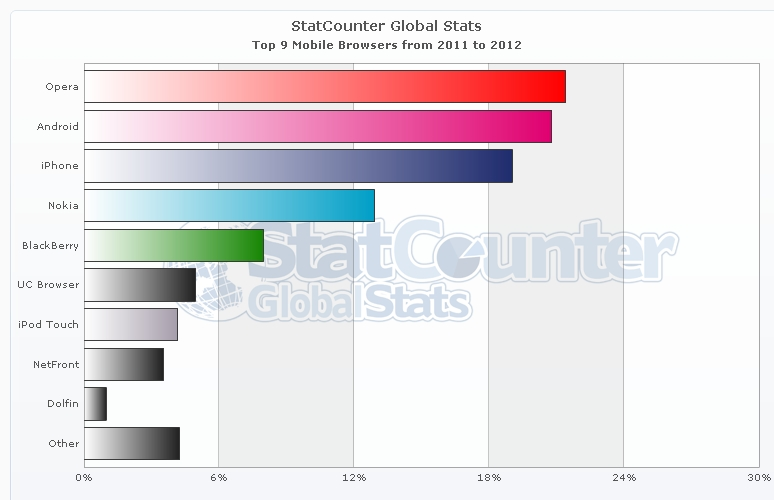 StatCounter Global Stats
Top 9 Mobile Browsers from 2011 to 2012
Opera
Android
iPhone
Nokia
BlackBerry
UC Browser
iPod Touch
NetFront
Dolfin
Other
StatCounter
GlobalStats
0% 6% 12% 18% 24% 30%